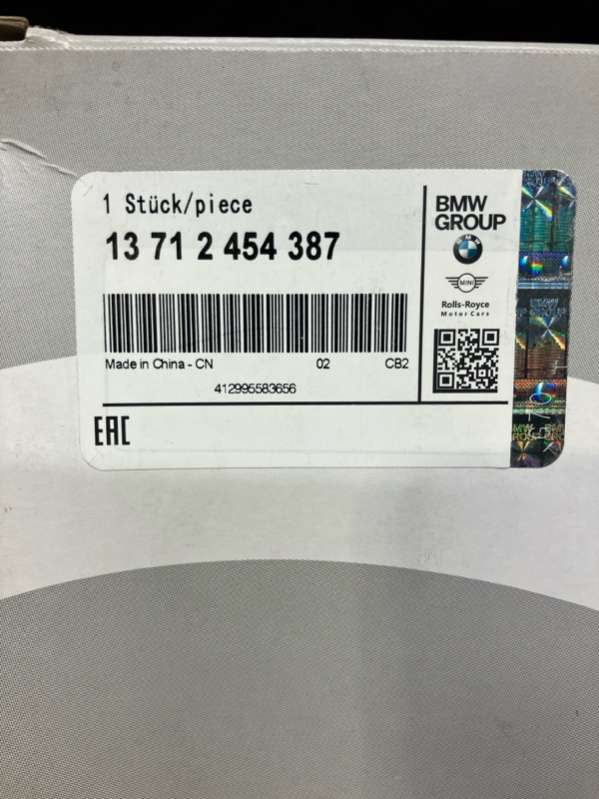 1 Stück/piece
13 71 2 454 387
Made in China - CN 02 CB2
412995583656
EAC
BMW
GROUP
BMW
MINI
Rolls-Royce
Motor Cars